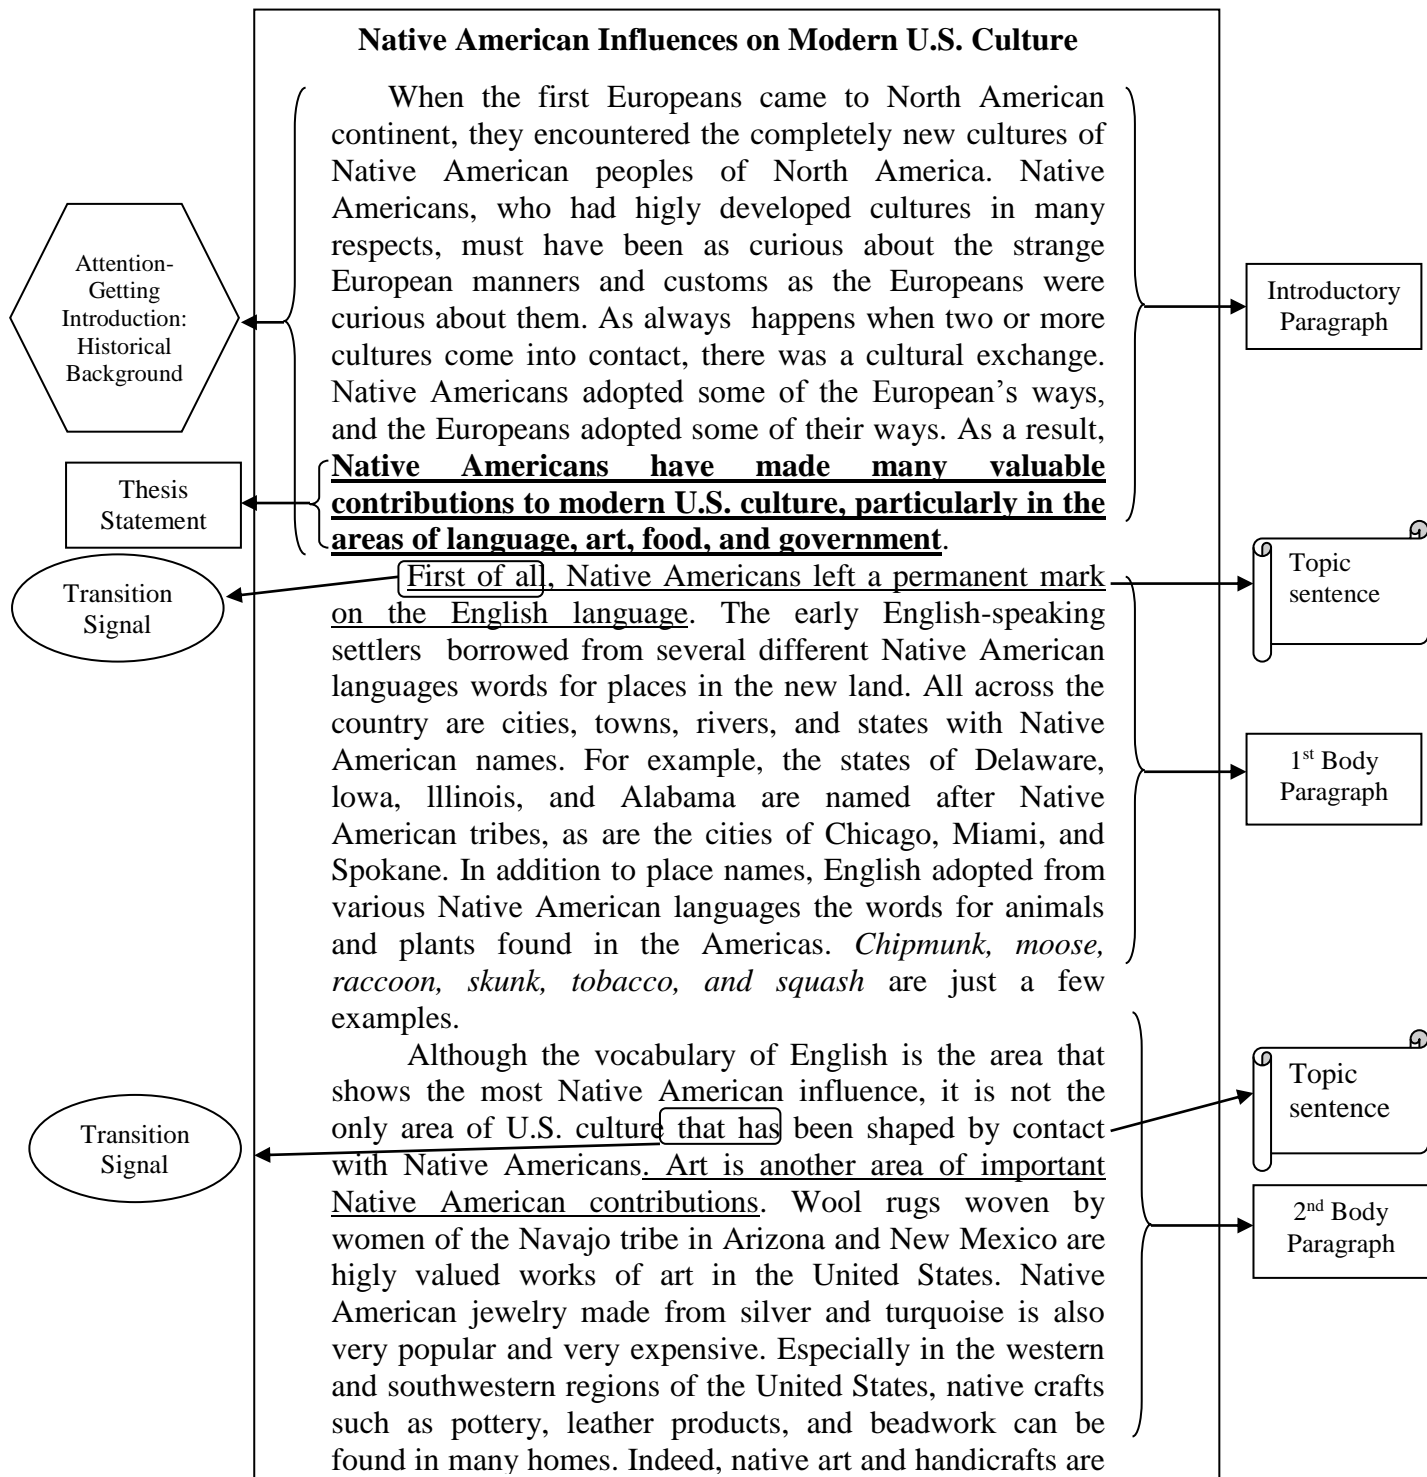 Native American Influences on Modern U.S. Culture
When the first Europeans came to North American
continent, they encountered the completely new cultures of
Native American peoples of North America. Native
Americans, who had higly developed cultures in many
respects, must have been as curious about the strange
European manners and customs as the Europeans were
curious about them. As always happens when two or more
cultures come into contact, there was a cultural exchange.
Native Americans adopted some of the European’s ways,
and the Europeans adopted some of their ways. As a result,
Native Americans have made many valuable
contributions to modern U.S. culture, particularly in the
areas of language, art, food, and government.
Attention-
Getting
Introduction:
Historical
Background
Introductory
Paragraph
Thesis
Statement
First of all, Native Americans left a permanent mark
on the English language. The early English-speaking
settlers borrowed from several different Native American
languages words for places in the new land. All across the
country are cities, towns, rivers, and states with Native
American names. For example, the states of Delaware,
lowa, lllinois, and Alabama are named after Native
American tribes, as are the cities of Chicago, Miami, and
Spokane. In addition to place names, English adopted from
various Native American languages the words for animals
and plants found in the Americas. Chipmunk, moose,
raccoon, skunk, tobacco, and squash are just a few
examples.
Transition
Signal
Topic
sentence
1st Body
Paragraph
Although the vocabulary of English is the area that
shows the most Native American influence, it is not the
only area of U.S. culture that has been shaped by contact
with Native Americans. Art is another area of important
Native American contributions. Wool rugs woven by
women of the Navajo tribe in Arizona and New Mexico are
higly valued works of art in the United States. Native
American jewelry made from silver and turquoise is also
very popular and very expensive. Especially in the western
and southwestern regions of the United States, native crafts
such as pottery, leather products, and beadwork can be
found in many homes. Indeed, native art and handicrafts are
Transition
Signal
Topic
sentence
2nd Body
Paragraph